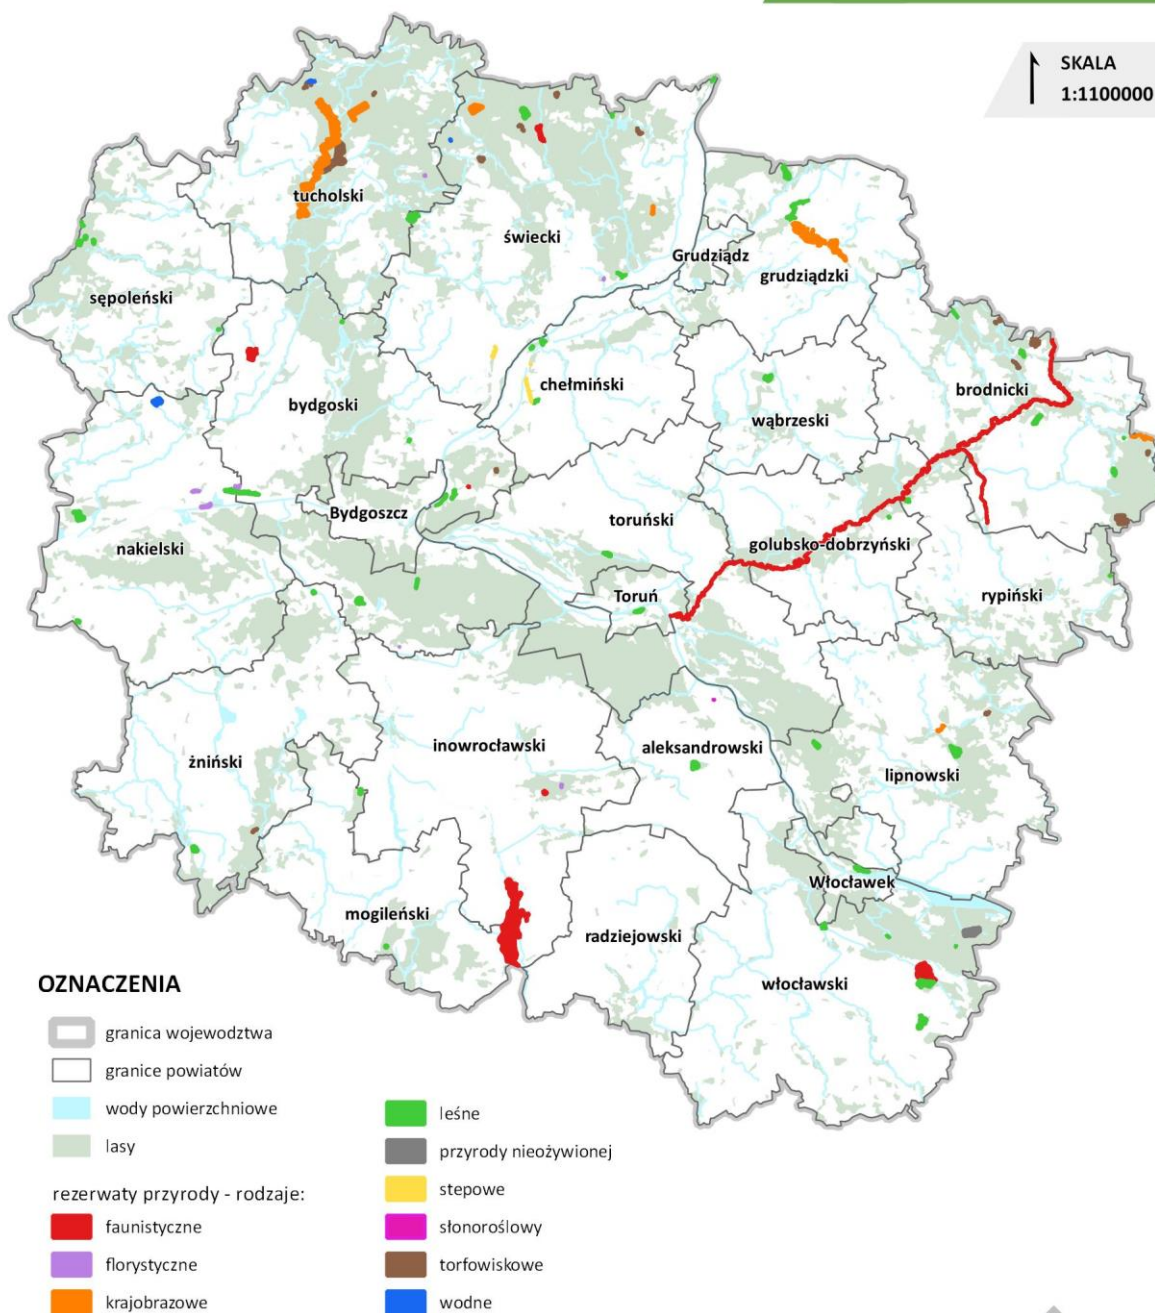 SKALA
1:1100000
tucholski
świecki
Grudziądz
grudziądzki
sępoleński
bydgoski
chełmiński
wąbrzeski
brodnicki
Bydgoszcz
toruński
nakielski
golubsko-dobrzyński
Toruń
rypiński
inowrocławski
aleksandrowski
żniński
lipnowski
Włocławek
mogileński
radziejowski
włocławski
OZNACZENIA
granica wojewodztwa
granice powiatów
wody powierzchniowe
lasy
rezerwaty przyrody - rodzaje:
faunistyczne
florystyczne
krajobrazowe
leśne
przyrody nieożywionej
stepowe
słonoroślowy
torfowiskowe
wodne